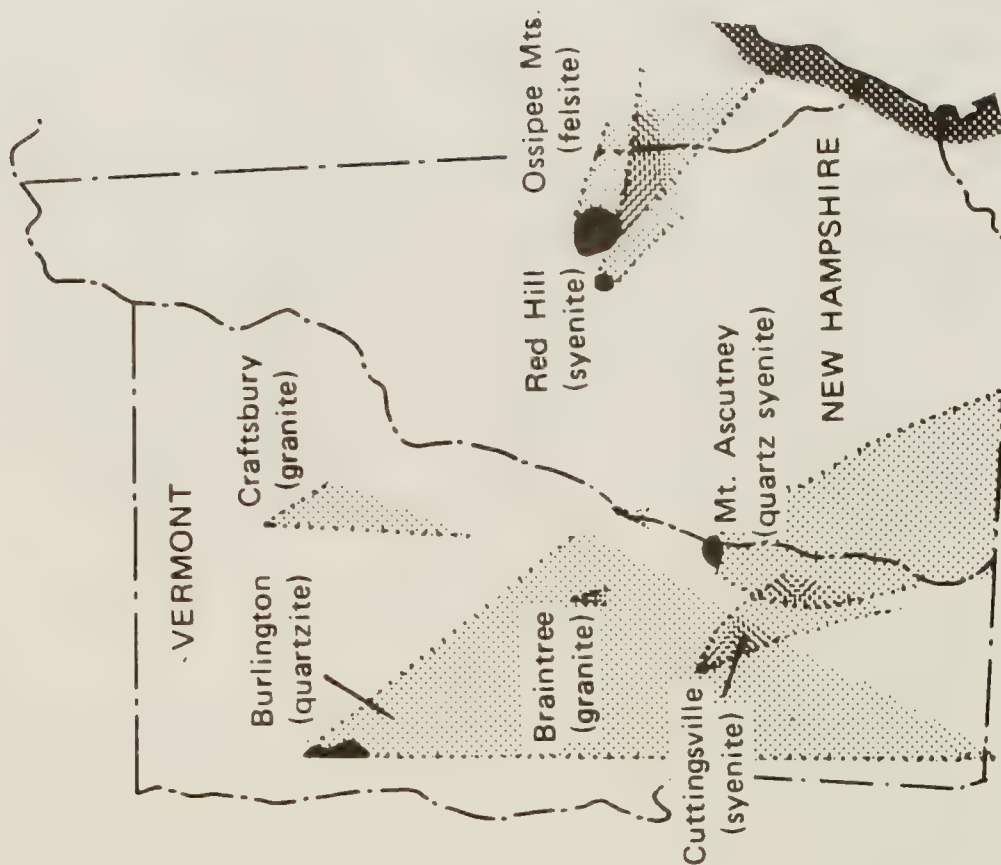 VERMONT
Burlington
(quartzite)
Craftsbury
(granite)
Braintree
(granite)
Cuttingsville
(syenite)
Mt. Ascutney
(quartz syenite)
Red Hill
(syenite)
Ossipee Mts.
(felsite)
NEW HAMPSHIRE